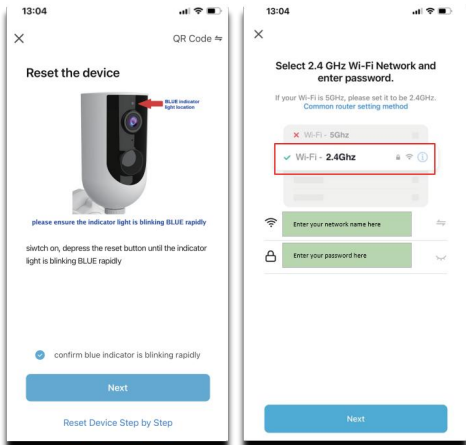 13:04
QR Code
Reset the device
BLUE indicator
light location
please ensure the indicator light is blinking BLUE rapidly
siwtch on, depress the reset button until the indicator
light is blinking BLUE rapidly
confirm blue indicator is blinking rapidly
Next
Reset Device Step by Step
13:04
Select 2.4 GHz Wi-Fi Network and
enter password.
If your Wi-Fi is 5GHz, please set it to be 2.4GHz.
Common router setting method
Wi-Fi - 5Ghz
Wi-Fi - 2.4Ghz
Enter your network name here
Enter your password here
Next